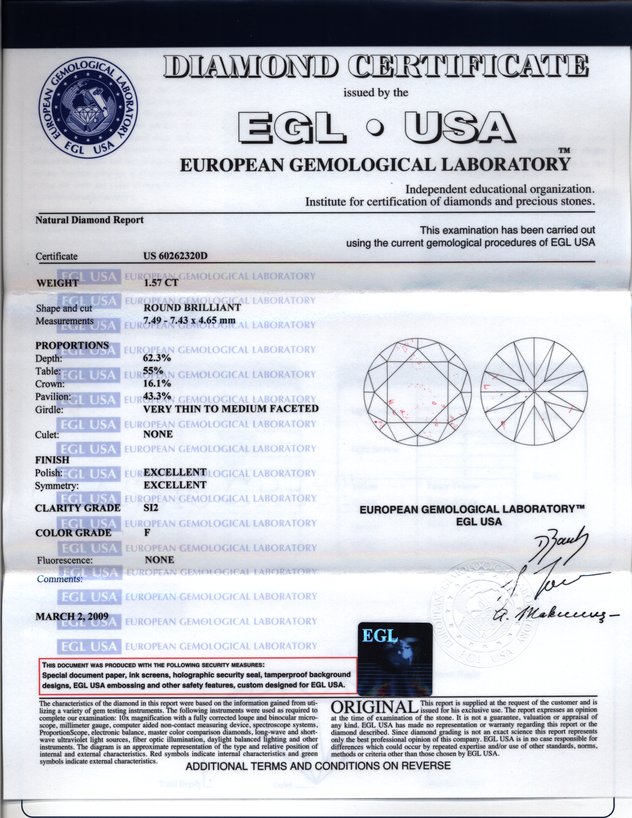 DIAMOND CERTIFICATE
issued by the
EGL • USA
EUROPEAN GEMOLOGICAL LABORATORY™
EUROPEAN GEMOLOGICAL LABORATORY
EGL USA
Independent educational organization.
Institute for certification of diamonds and precious stones.
Natural Diamond Report
This examination has been carried out
using the current gemological procedures of EGL USA
Certificate US 60262320D
EGL USA EUROPEAN GEMOLOGICAL LABORATORY
WEIGHT 1.57 CT
Shape and cut ROUND BRILLIANT
Measurements 7.49 - 7.43 x 4.65 mm
PROPORTIONS
Depth: 62.3%
Table: 55%
Crown: 16.1%
Pavilion: 43.3%
Girdle: VERY THIN TO MEDIUM FACETED
Culet: NONE
FINISH
Polish: EXCELLENT
Symmetry: EXCELLENT
CLARITY GRADE SI2
COLOR GRADE F
Fluorescence: NONE
Comments:
MARCH 2, 2009
EUROPEAN GEMOLOGICAL LABORATORY™
EGL USA
EGL
THIS DOCUMENT WAS PRODUCED WITH THE FOLLOWING SECURITY MEASURES:
Special document paper, ink screens, holographic security seal, tamperproof background
designs, EGL USA embossing and other safety features, custom designed for EGL USA.
The characteristics of the diamond in this report were based on the information gained from uti-
lizing a variety of gem testing instruments. The following instruments were used as required to
complete our examination: 10x magnification with a fully corrected loupe and binocular micro-
scope, millimeter gauge, computer aided non-contact measuring device, spectroscope systems,
ProportionScope, electronic balance, master color comparison diamonds, long-wave and short-
wave ultraviolet light sources, fiber optic illumination, daylight balanced lighting and other
instruments. The diagram is an approximate representation of the type and relative position of
internal and external characteristics. Red symbols indicate internal characteristics and green
symbols indicate external characteristics.
ORIGINAL This report is supplied at the request of the customer and is
issued for his exclusive use. The report expresses an opinion
at the time of examination of the stone. It is not a guarantee, valuation or appraisal of
any kind. EGL USA has made no representation or warranty regarding this report or the
diamond described. Since diamond grading is not an exact science this report represents
only the best professional opinion of this company. EGL USA is in no case responsible for
differences which could occur by repeated expertise and/or use of other standards, norms,
methods or criteria other than those chosen by EGL USA.
ADDITIONAL TERMS AND CONDITIONS ON REVERSE